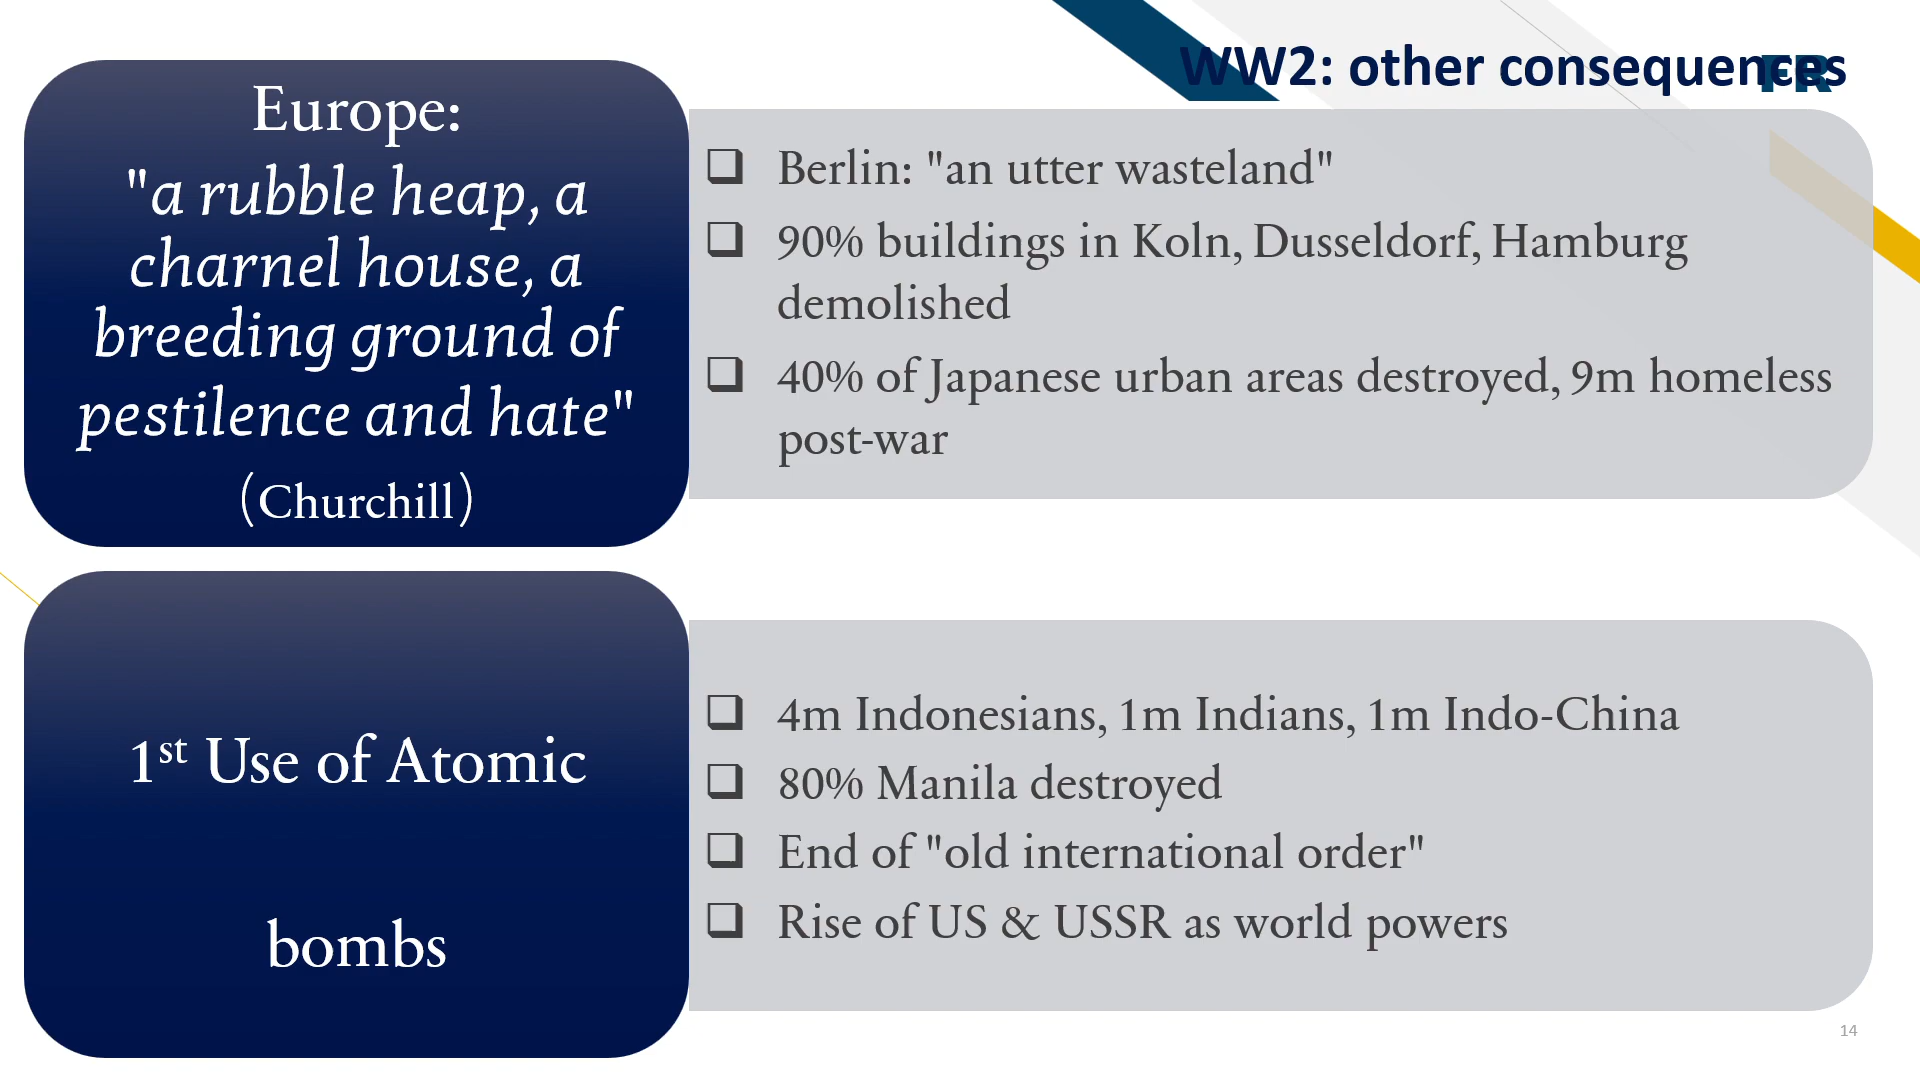 WW2: other consequences
FR
Europe:
"a rubble heap, a
charnel house, a
breeding ground of
pestilence and hate"
(Churchill)
❑ Berlin: "an utter wasteland"
❑ 90% buildings in Koln, Dusseldorf, Hamburg
demolished
❑ 40% of Japanese urban areas destroyed, 9m homeless
post-war
1st Use of Atomic
bombs
❑ 4m Indonesians, 1m Indians, 1m Indo-China
❑ 80% Manila destroyed
❑ End of "old international order"
❑ Rise of US & USSR as world powers
14